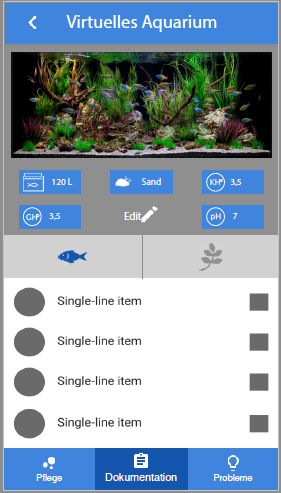 Virtuelles Aquarium
120 L
Sand
KH° 3,5
GH° 3,5
Edit
pH 7
Single-line item
Single-line item
Single-line item
Single-line item
Pflege
Dokumentation
Probleme